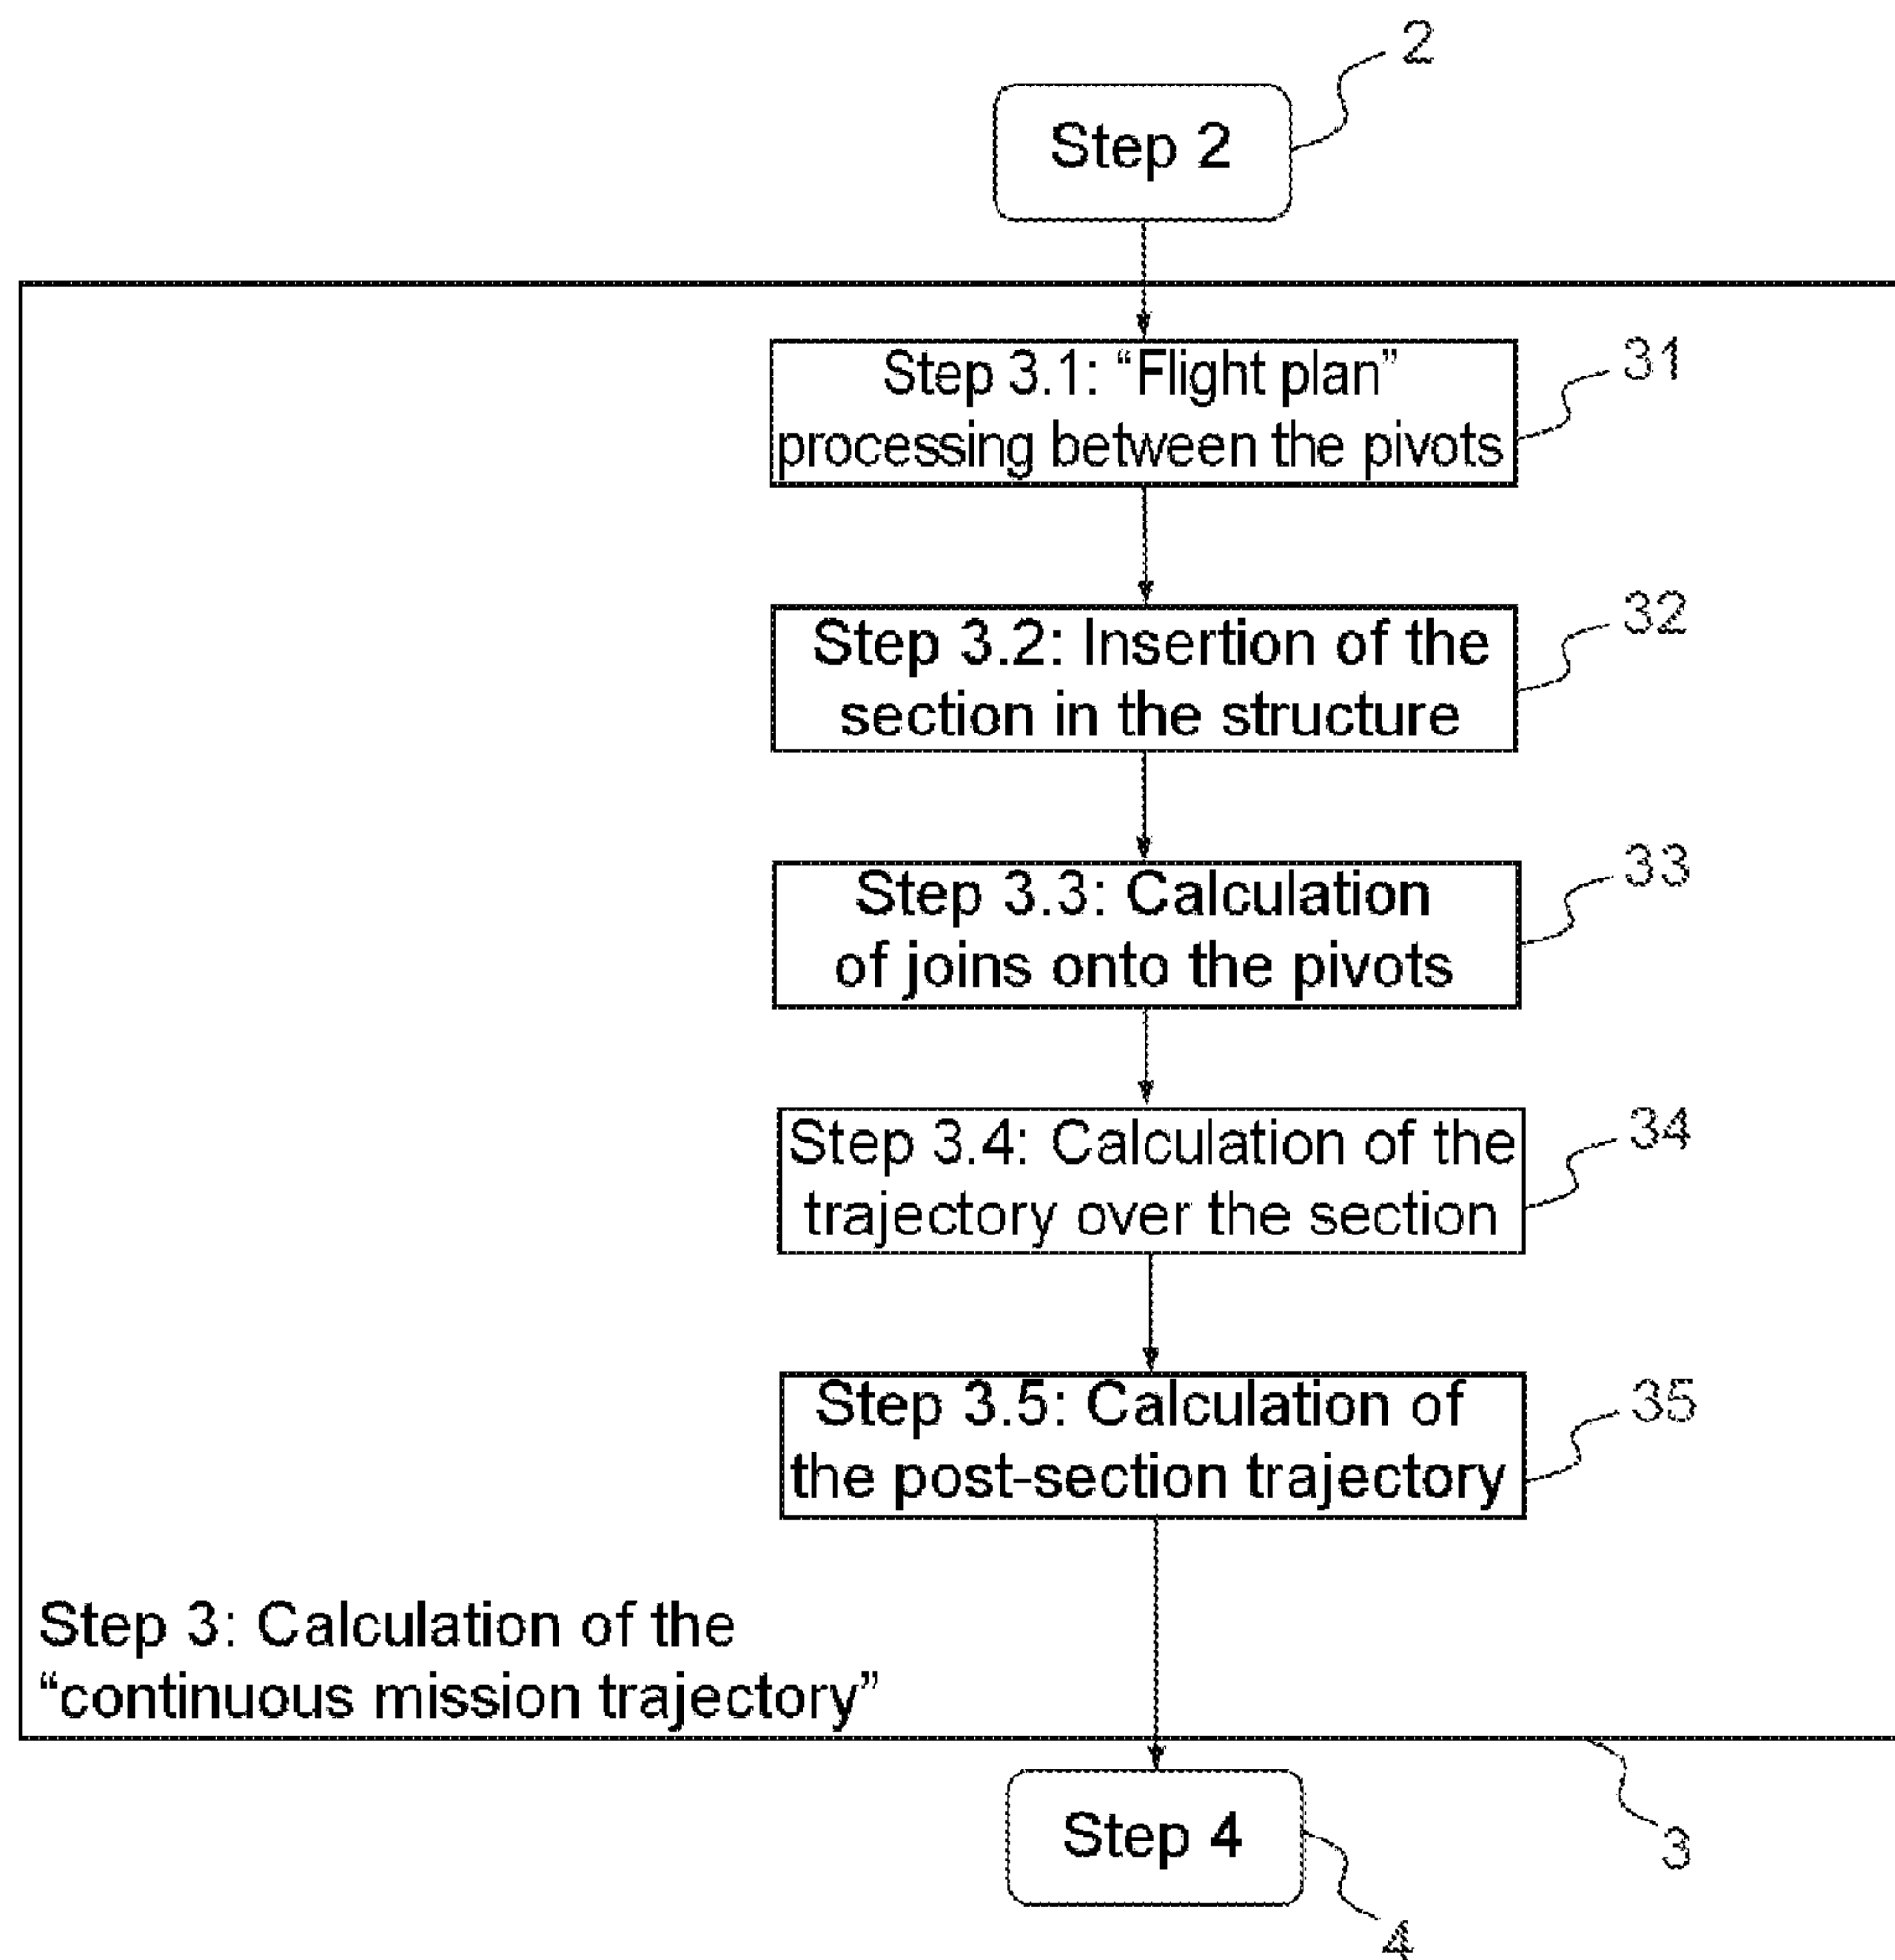 2
Step 2
Step 3.1: “Flight plan”
processing between the pivots
31
Step 3.2: Insertion of the
section in the structure
32
Step 3.3: Calculation
of joins onto the pivots
33
Step 3.4: Calculation of the
trajectory over the section
34
Step 3.5: Calculation of
the post-section trajectory
35
Step 3: Calculation of the
“continuous mission trajectory”
3
Step 4
4